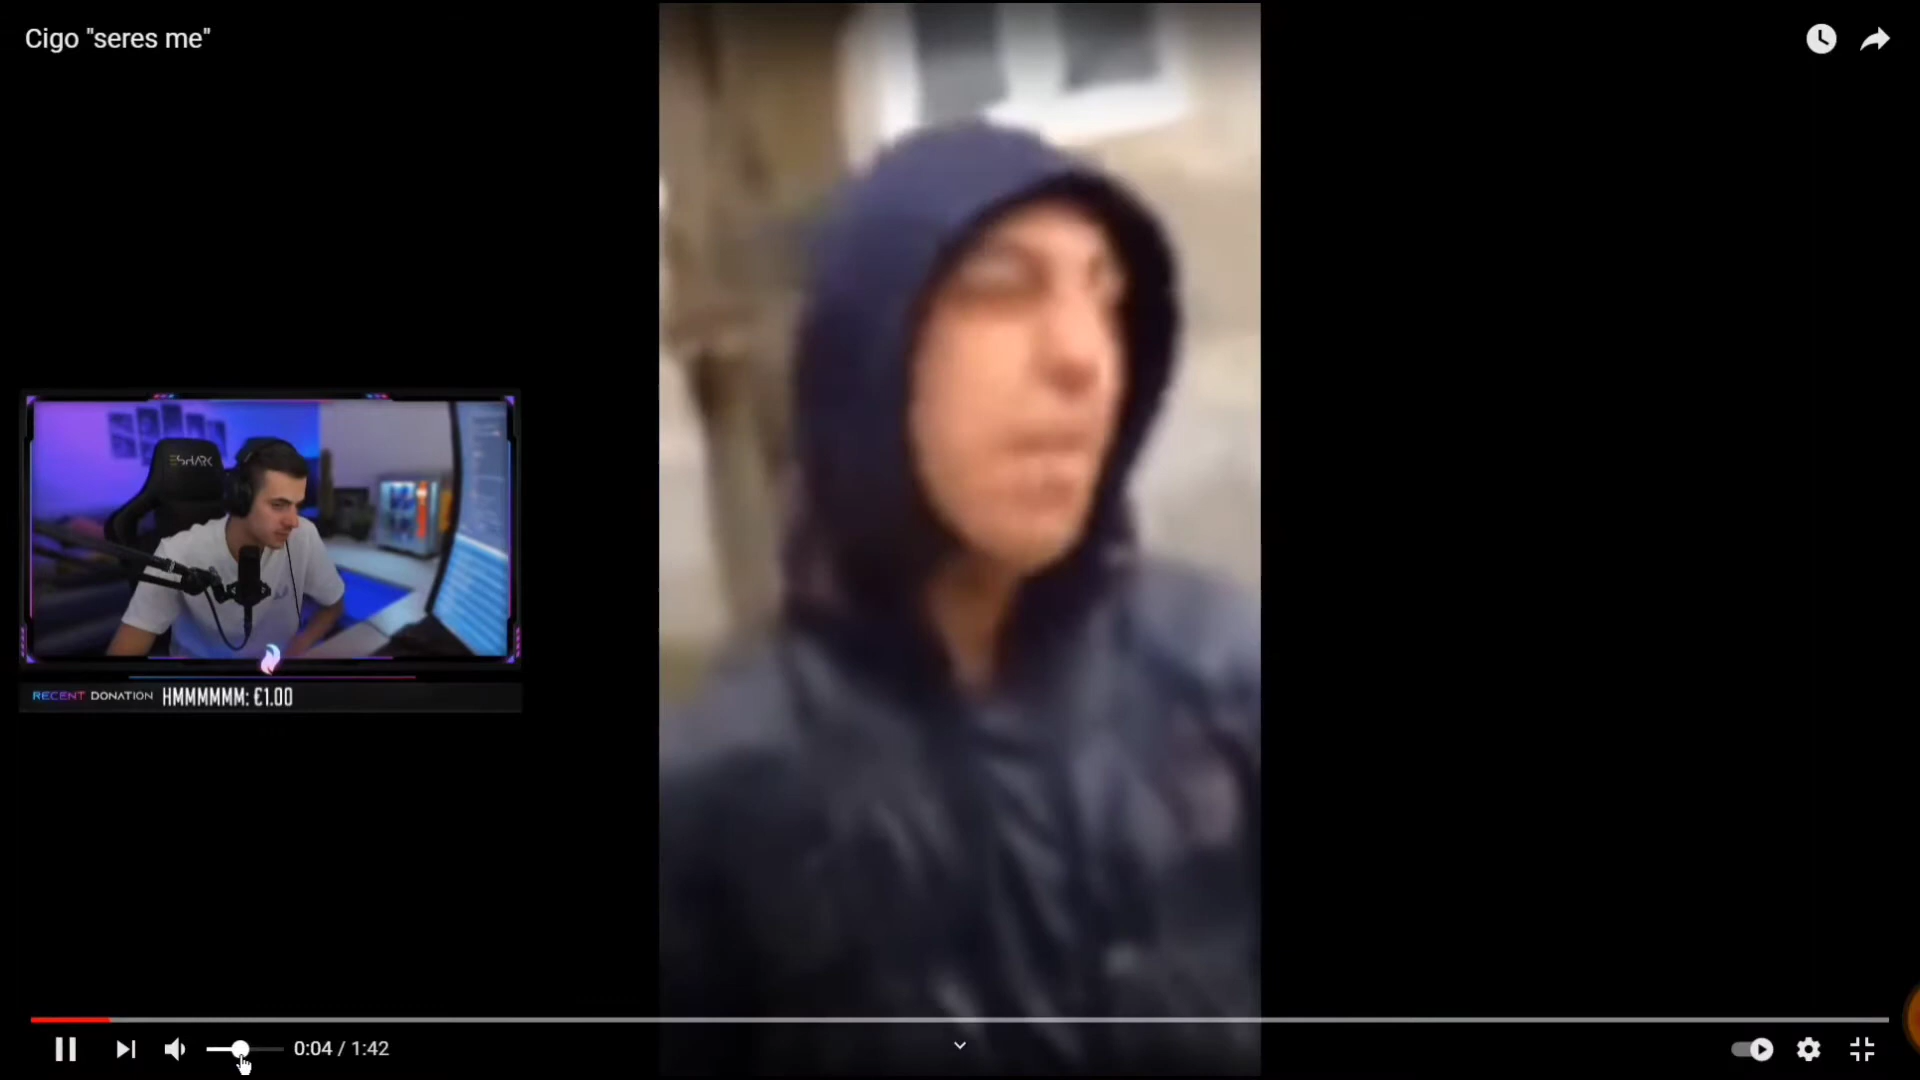 Cigo "seres me"
RECENT DONATION HMMMMMM: €1.00
0:04 / 1:42